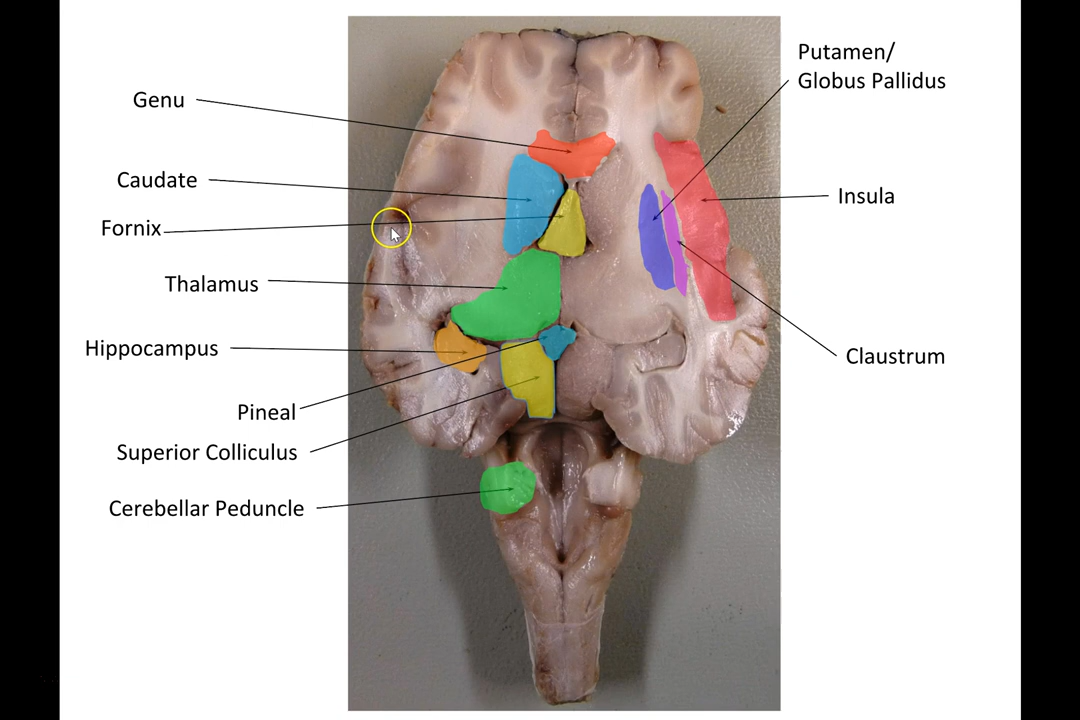 Genu
Caudate
Fornix
Thalamus
Hippocampus
Pineal
Superior Colliculus
Cerebellar Peduncle
Putamen/
Globus Pallidus
Insula
Claustrum